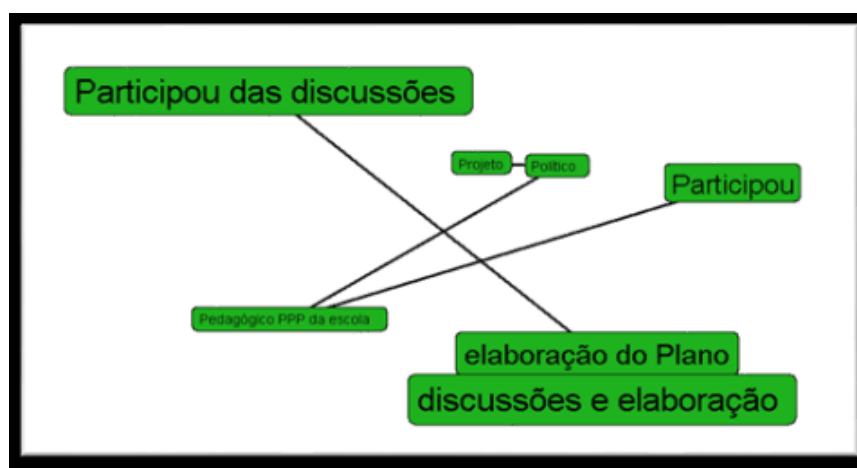 Participou das discussões
Projeto
Político
Participou
Pedagógico PPP da escola
elaboração do Plano
discussões e elaboração